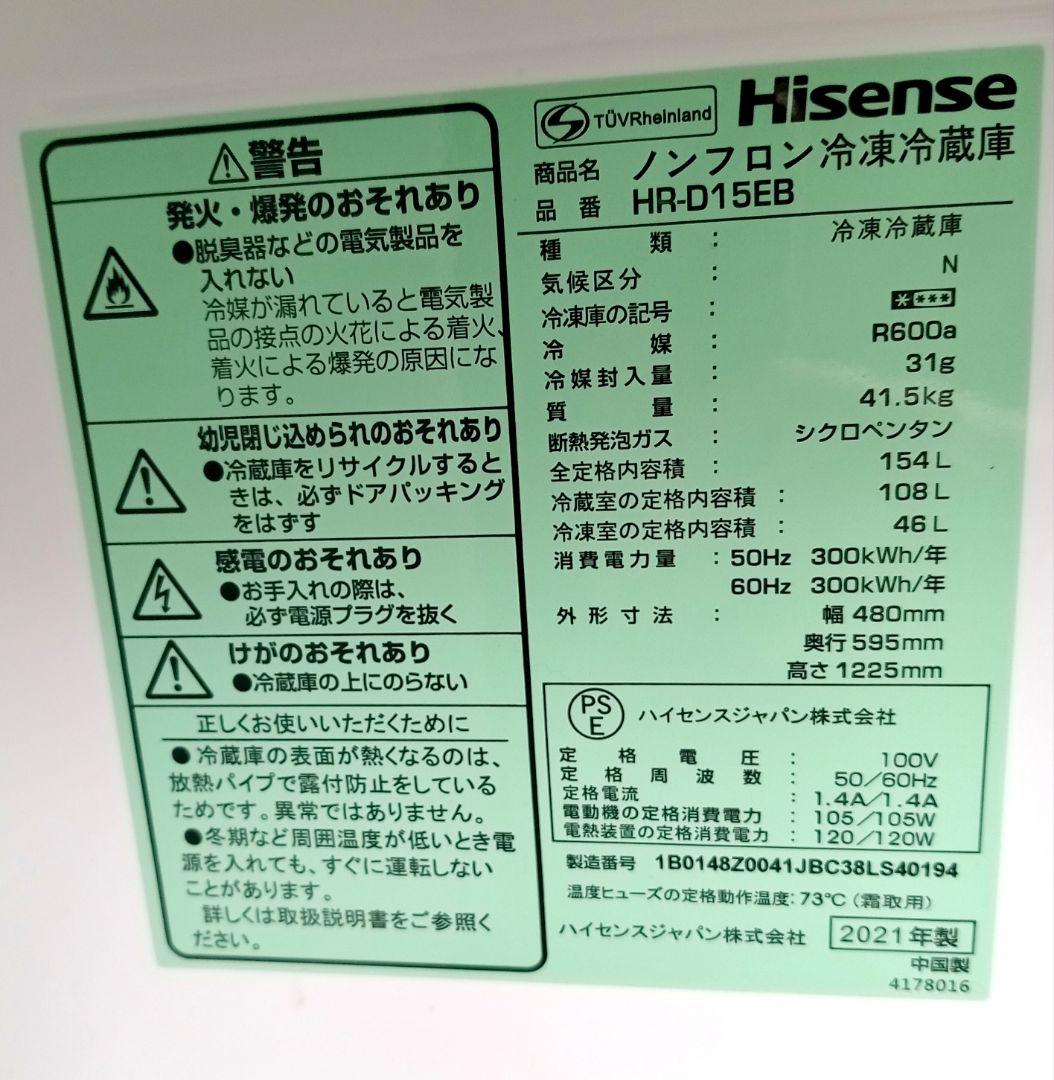 警告
発火・爆発のおそれあり
●脱臭器などの電気製品を
入れない
冷媒が漏れていると電気製
品の接点の火花による着火、
着火による爆発の原因にな
ります。
幼児閉じ込められのおそれあり
●冷蔵庫をリサイクルすると
きは、必ずドアパッキング
をはずす
感電のおそれあり
●お手入れの際は、
必ず電源プラグを抜く
けがのおそれあり
●冷蔵庫の上にのらない
正しくお使いいただくために
●冷蔵庫の表面が熱くなるのは、
放熱パイプで露付防止をしている
ためです。異常ではありません。
●冬期など周囲温度が低いとき電
源を入れても、すぐに運転しない
ことがあります。
詳しくは取扱説明書をご参照く
ださい。
TÜVRheinland Hisense
商品名 ノンフロン冷凍冷蔵庫
品番 HR-D15EB
種類 : 冷凍冷蔵庫
気候区分 : N
冷凍庫の記号 : ****
冷媒 : R600a
冷媒封入量 : 31g
質量 : 41.5kg
断熱発泡ガス : シクロペンタン
全定格内容積 : 154L
冷蔵室の定格内容積 : 108L
冷凍室の定格内容積 : 46L
消費電力量 : 50Hz 300kWh/年
60Hz 300kWh/年
外形寸法 : 幅 480mm
奥行 595mm
高さ 1225mm
PSE ハイセンスジャパン株式会社
定格電圧 : 100V
定格周波数 : 50/60Hz
定格電流 : 1.4A/1.4A
電動機の定格消費電力 : 105/105W
電熱装置の定格消費電力 : 120/120W
製造番号 1B0148Z0041JBC38LS40194
温度ヒューズの定格動作温度:73℃(霜取用)
ハイセンスジャパン株式会社 2021年製
中国製
4178016